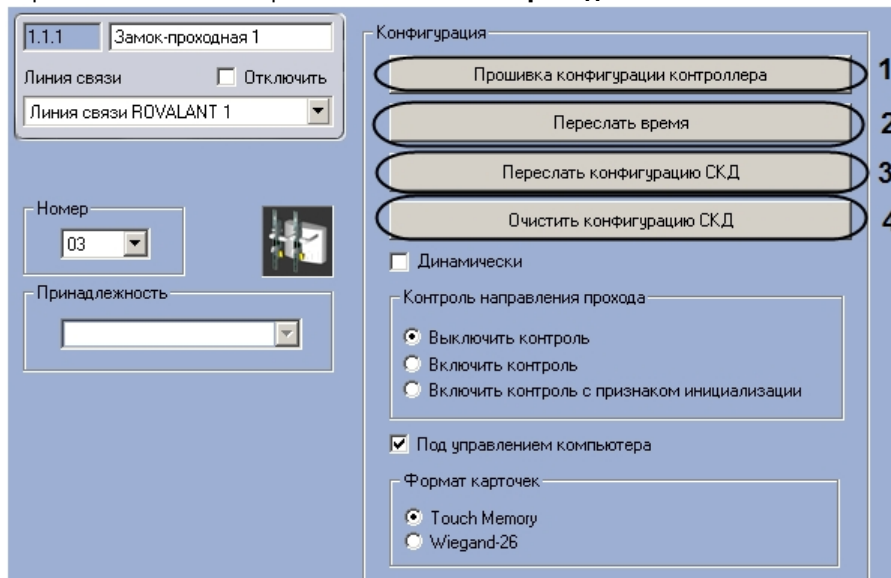 1.1.1 Замок-проходная 1
Линия связи Отключить
Линия связи ROVALANT 1
Номер
03
Принадлежность
Конфигурация
Прошивка конфигурации контроллера 1
Переслать время 2
Переслать конфигурацию СКД 3
Очистить конфигурацию СКД 4
Динамически
Контроль направления прохода
Выключить контроль
Включить контроль
Включить контроль с признаком инициализации
Под управлением компьютера
Формат карточек
Touch Memory
Wiegand-26